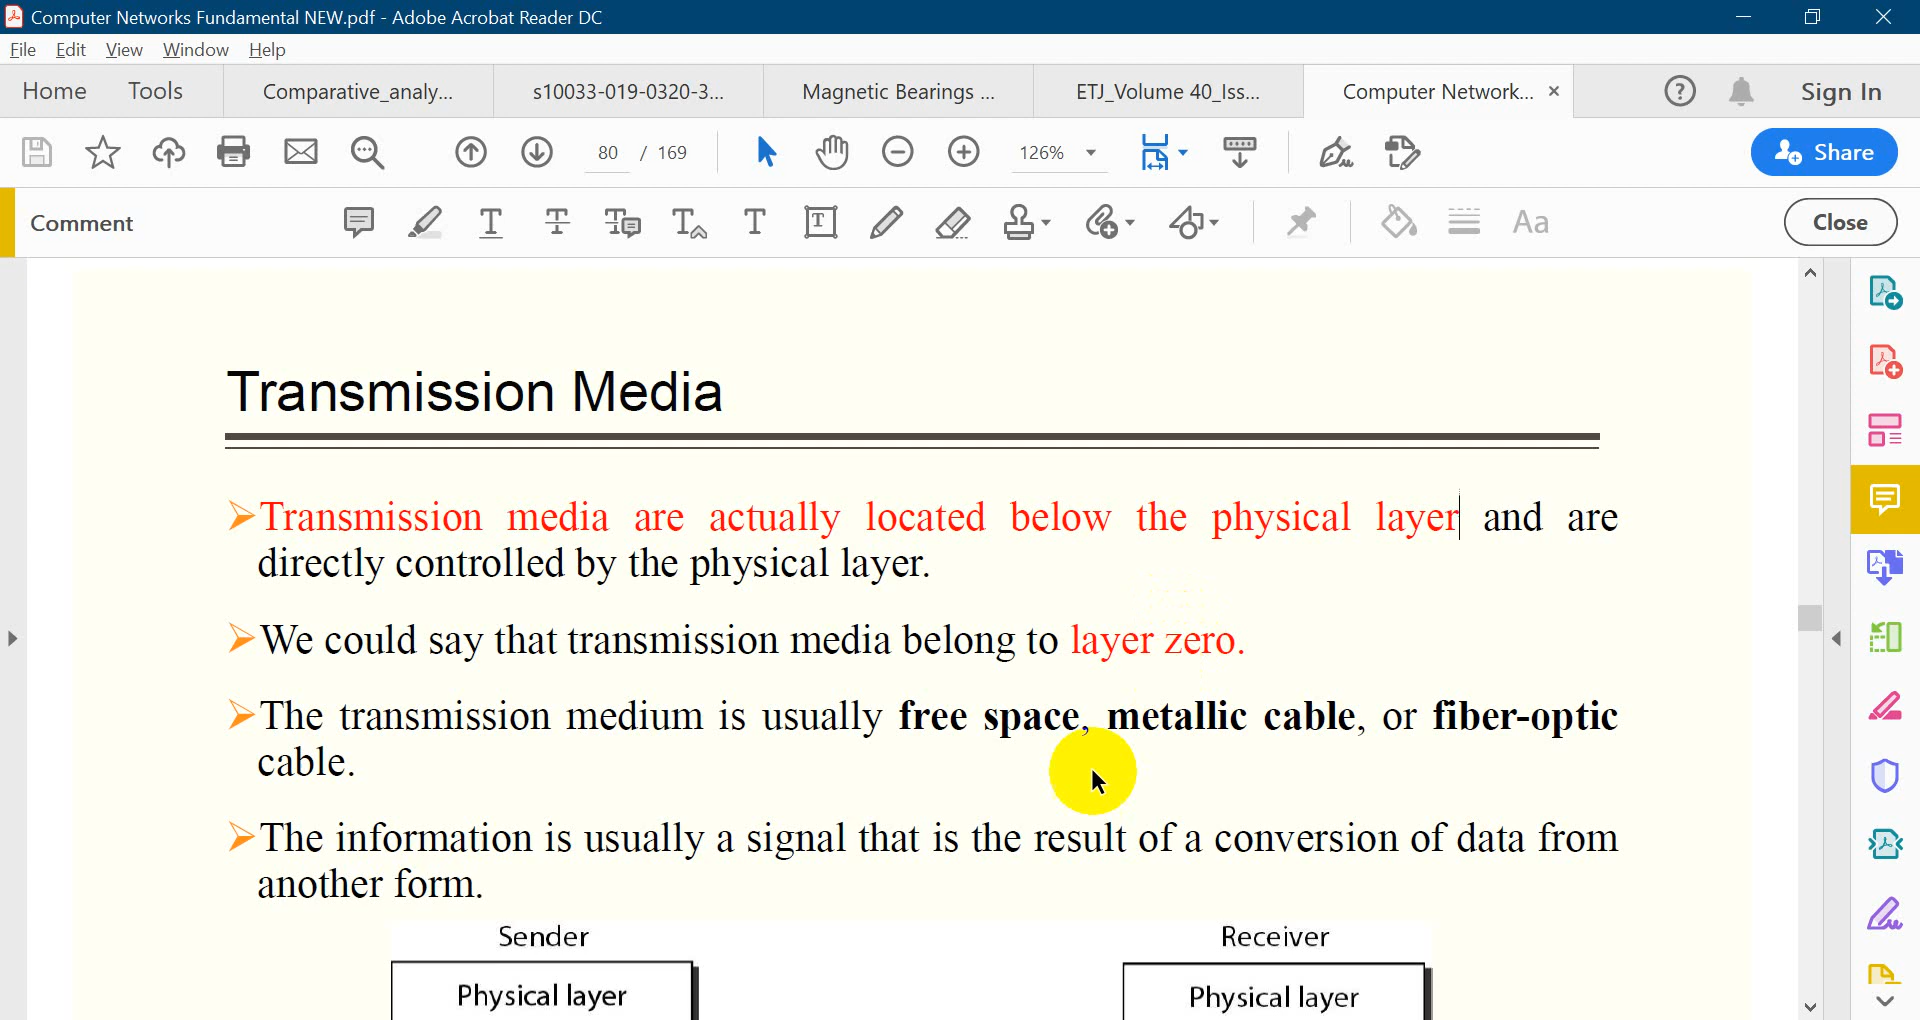 Computer Networks Fundamental NEW.pdf - Adobe Acrobat Reader DC
File Edit View Window Help
Home Tools Comparative_analy... s10033-019-0320-3... Magnetic Bearings ... ETJ_Volume 40_Iss... Computer Network... × Sign In
80 / 169 126% Share
Comment Aa Close
Transmission Media
➢Transmission media are actually located below the physical layer and are
directly controlled by the physical layer.
➢We could say that transmission media belong to layer zero.
➢The transmission medium is usually free space, metallic cable, or fiber-optic
cable.
➢The information is usually a signal that is the result of a conversion of data from
another form.
Sender Receiver
Physical layer Physical layer